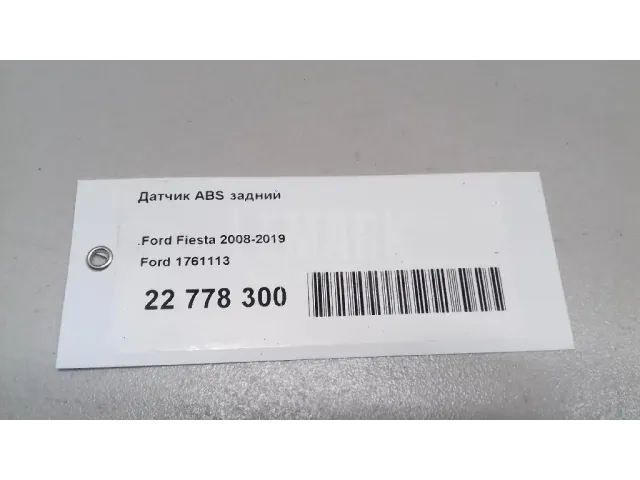 Датчик ABS задний
.Ford Fiesta 2008-2019
Ford 1761113
22 778 300